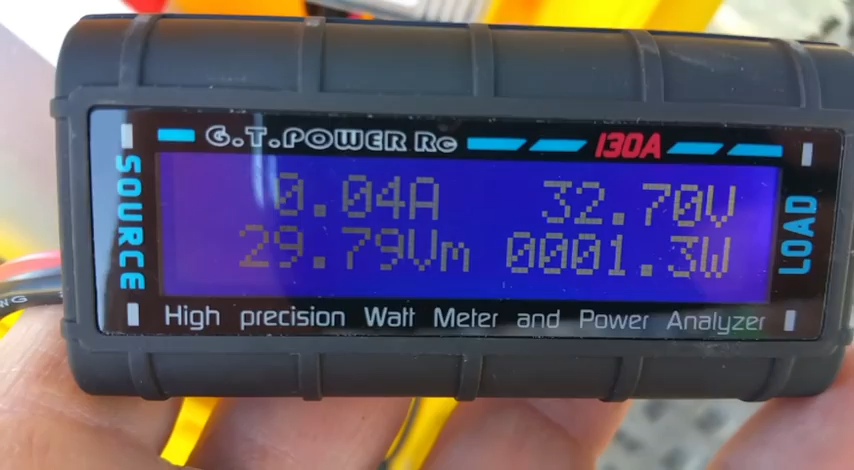 G.T.POWER RC 130A
SOURCE
0.04A 32.70V
29.79Vm 0001.3W
LOAD
High precision Watt Meter and Power Analyzer